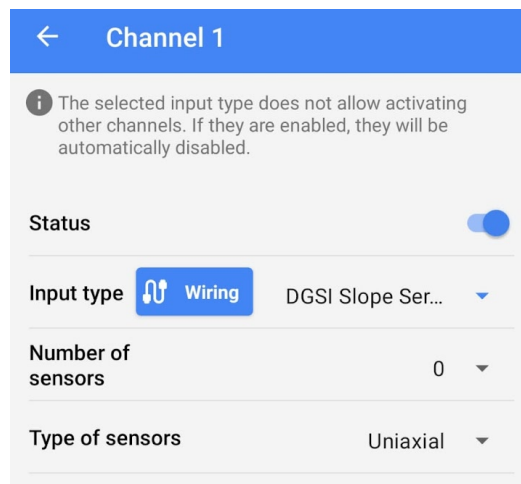 Channel 1
The selected input type does not allow activating
other channels. If they are enabled, they will be
automatically disabled.
Status
Input type Wiring DGSI Slope Ser...
Number of
sensors 0
Type of sensors Uniaxial